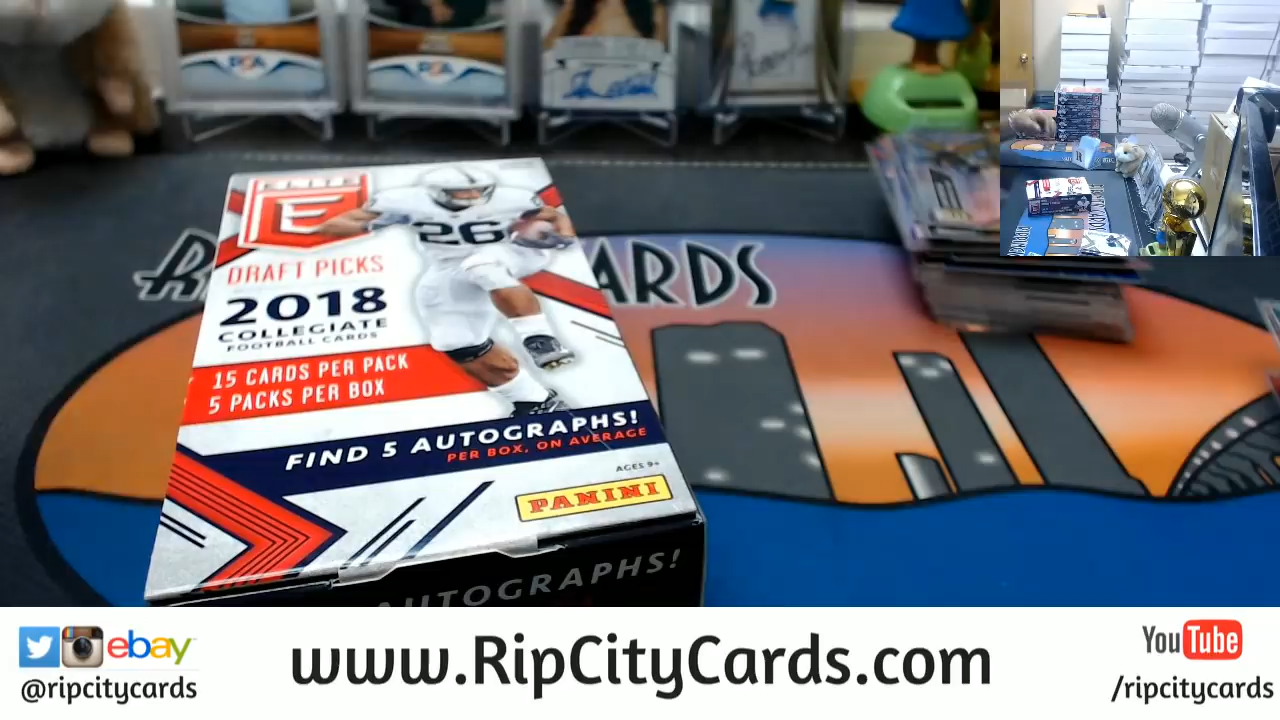 ELITE
E
DRAFT PICKS
2018
COLLEGIATE
FOOTBALL CARDS
15 CARDS PER PACK
5 PACKS PER BOX
26
FIND 5 AUTOGRAPHS!
PER BOX, ON AVERAGE
AGES 9+
PANINI
AUTOGRAPHS!
ARDS
ebay
@ripcitycards
www.RipCityCards.com
YouTube
/ripcitycards